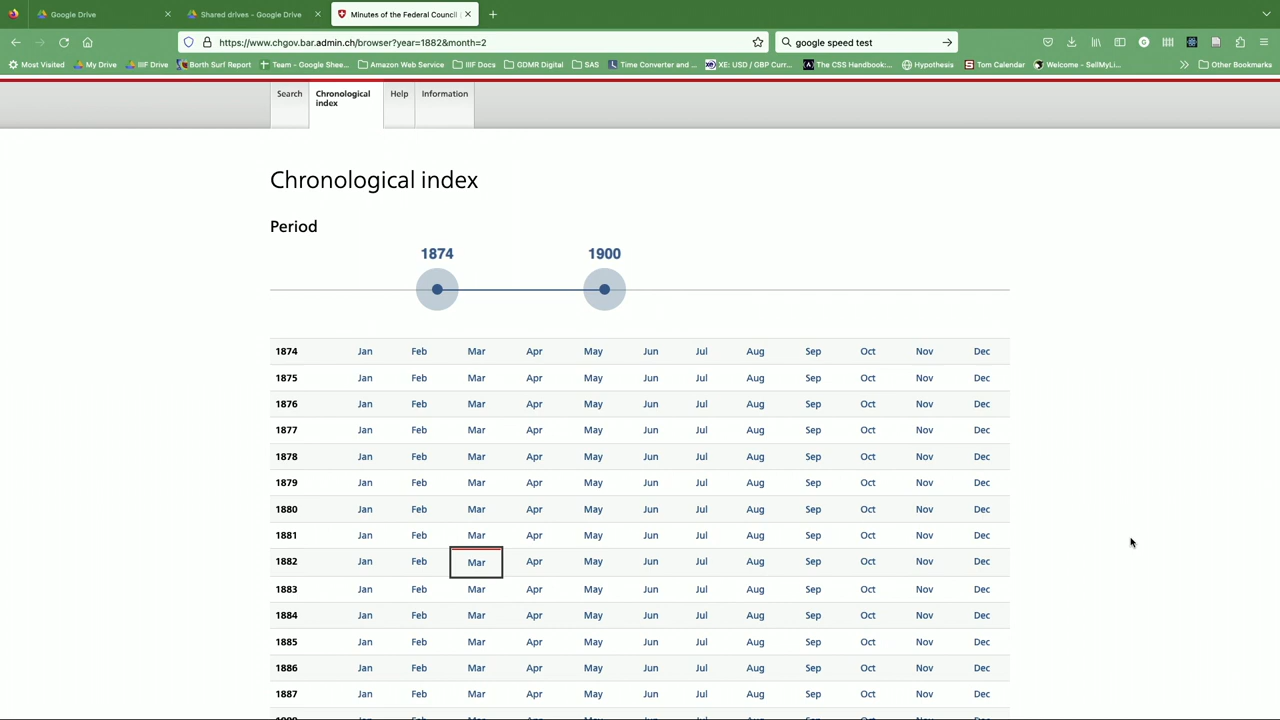 Google Drive
Shared drives - Google Drive
Minutes of the Federal Council
https://www.chgov.bar.admin.ch/browser?year=1882&month=2
google speed test
Most Visited My Drive IIIF Drive Borth Surf Report Team - Google Shee... Amazon Web Service IIIF Docs GDMR Digital SAS Time Converter and ... XE: USD / GBP Curr... The CSS Handbook:... Hypothesis Tom Calendar Welcome - SellMyLi... Other Bookmarks
Search Chronological index Help Information
Chronological index
Period
1874 1900
1874 Jan Feb Mar Apr May Jun Jul Aug Sep Oct Nov Dec
1875 Jan Feb Mar Apr May Jun Jul Aug Sep Oct Nov Dec
1876 Jan Feb Mar Apr May Jun Jul Aug Sep Oct Nov Dec
1877 Jan Feb Mar Apr May Jun Jul Aug Sep Oct Nov Dec
1878 Jan Feb Mar Apr May Jun Jul Aug Sep Oct Nov Dec
1879 Jan Feb Mar Apr May Jun Jul Aug Sep Oct Nov Dec
1880 Jan Feb Mar Apr May Jun Jul Aug Sep Oct Nov Dec
1881 Jan Feb Mar Apr May Jun Jul Aug Sep Oct Nov Dec
1882 Jan Feb Mar Apr May Jun Jul Aug Sep Oct Nov Dec
1883 Jan Feb Mar Apr May Jun Jul Aug Sep Oct Nov Dec
1884 Jan Feb Mar Apr May Jun Jul Aug Sep Oct Nov Dec
1885 Jan Feb Mar Apr May Jun Jul Aug Sep Oct Nov Dec
1886 Jan Feb Mar Apr May Jun Jul Aug Sep Oct Nov Dec
1887 Jan Feb Mar Apr May Jun Jul Aug Sep Oct Nov Dec